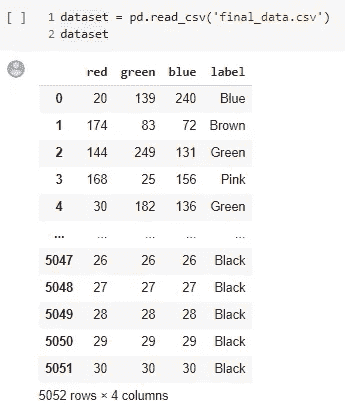 [ ] 1 dataset = pd.read_csv('final_data.csv')
2 dataset
red green blue label
0 20 139 240 Blue
1 174 83 72 Brown
2 144 249 131 Green
3 168 25 156 Pink
4 30 182 136 Green
... ... ... ... ...
5047 26 26 26 Black
5048 27 27 27 Black
5049 28 28 28 Black
5050 29 29 29 Black
5051 30 30 30 Black
5052 rows × 4 columns